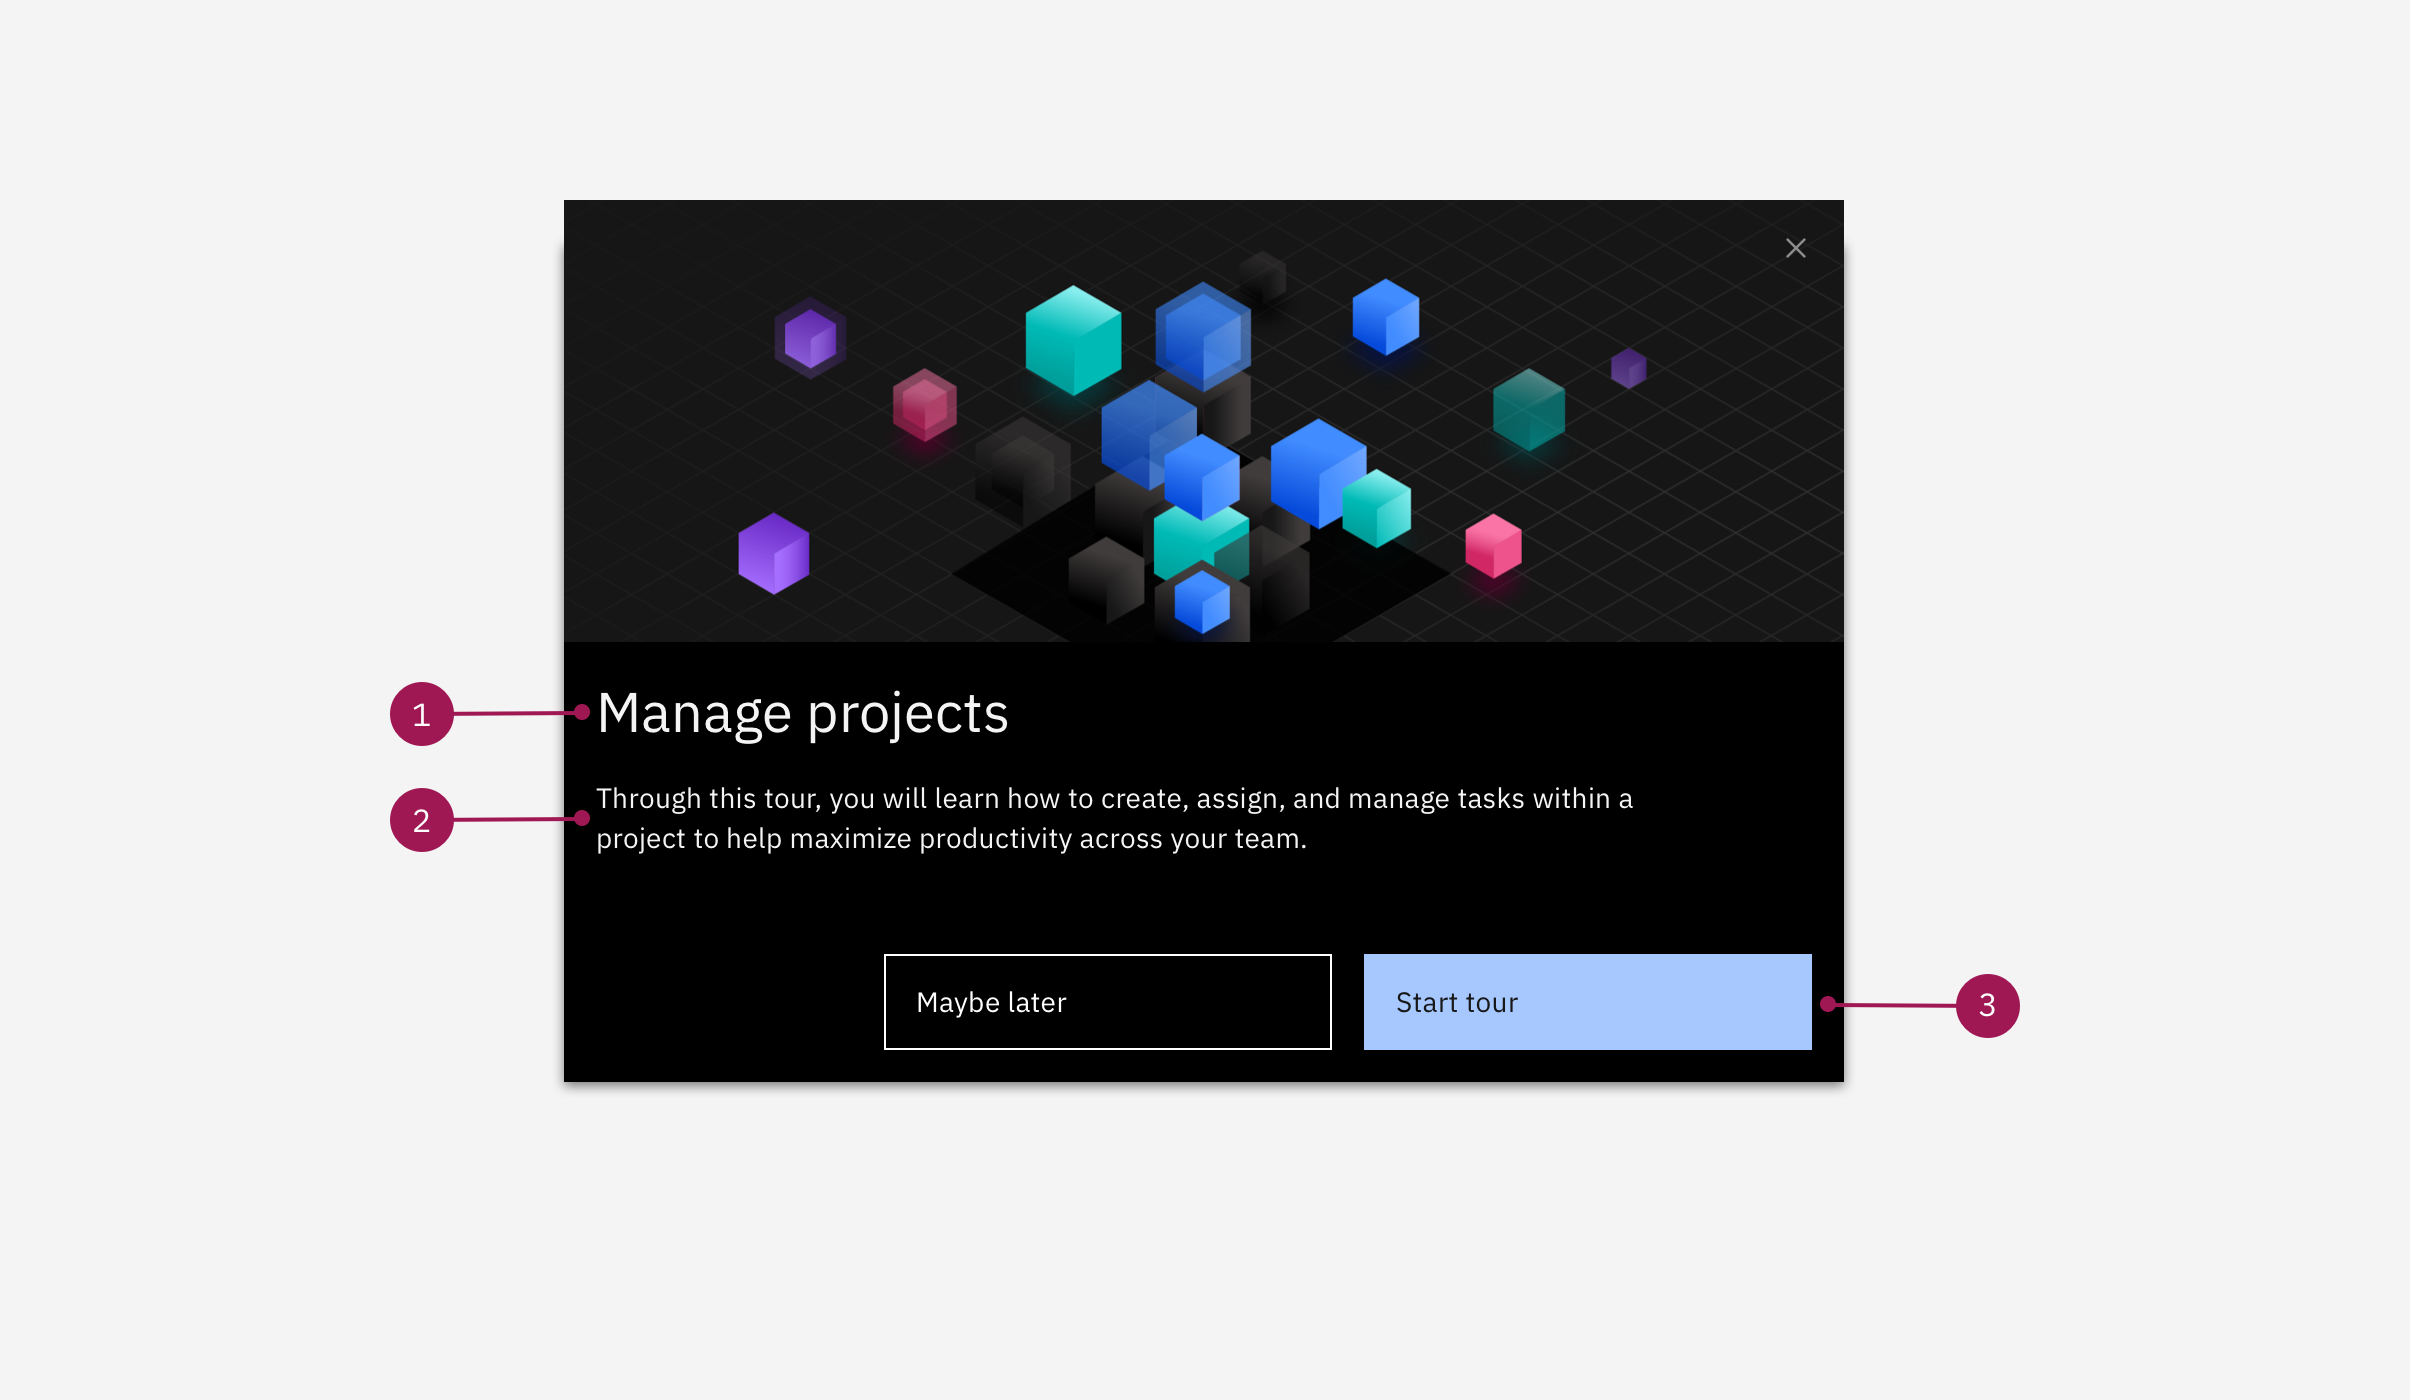 1
Manage projects
2
Through this tour, you will learn how to create, assign, and manage tasks within a
project to help maximize productivity across your team.
Maybe later
Start tour
3